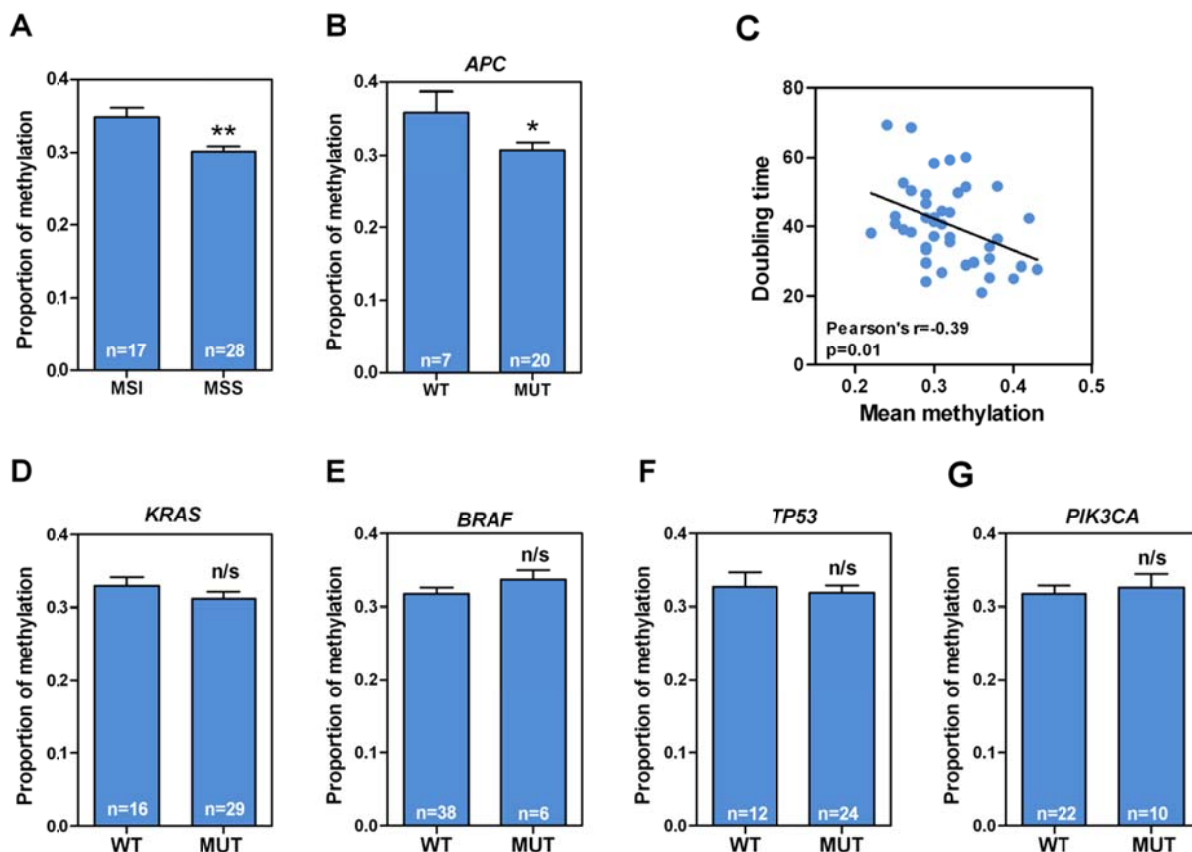 A
Proportion of methylation
0.4
0.3
0.2
0.1
0.0
**
n=17
n=28
MSI
MSS
B
APC
Proportion of methylation
0.4
0.3
0.2
0.1
0.0
*
n=7
n=20
WT
MUT
C
Doubling time
80
60
40
20
0
Pearson's r=-0.39
p=0.01
0.2
0.3
0.4
0.5
Mean methylation
D
KRAS
Proportion of methylation
0.4
0.3
0.2
0.1
0.0
n/s
n=16
n=29
WT
MUT
E
BRAF
Proportion of methylation
0.4
0.3
0.2
0.1
0.0
n/s
n=38
n=6
WT
MUT
F
TP53
Proportion of methylation
0.4
0.3
0.2
0.1
0.0
n/s
n=12
n=24
WT
MUT
G
PIK3CA
Proportion of methylation
0.4
0.3
0.2
0.1
0.0
n/s
n=22
n=10
WT
MUT